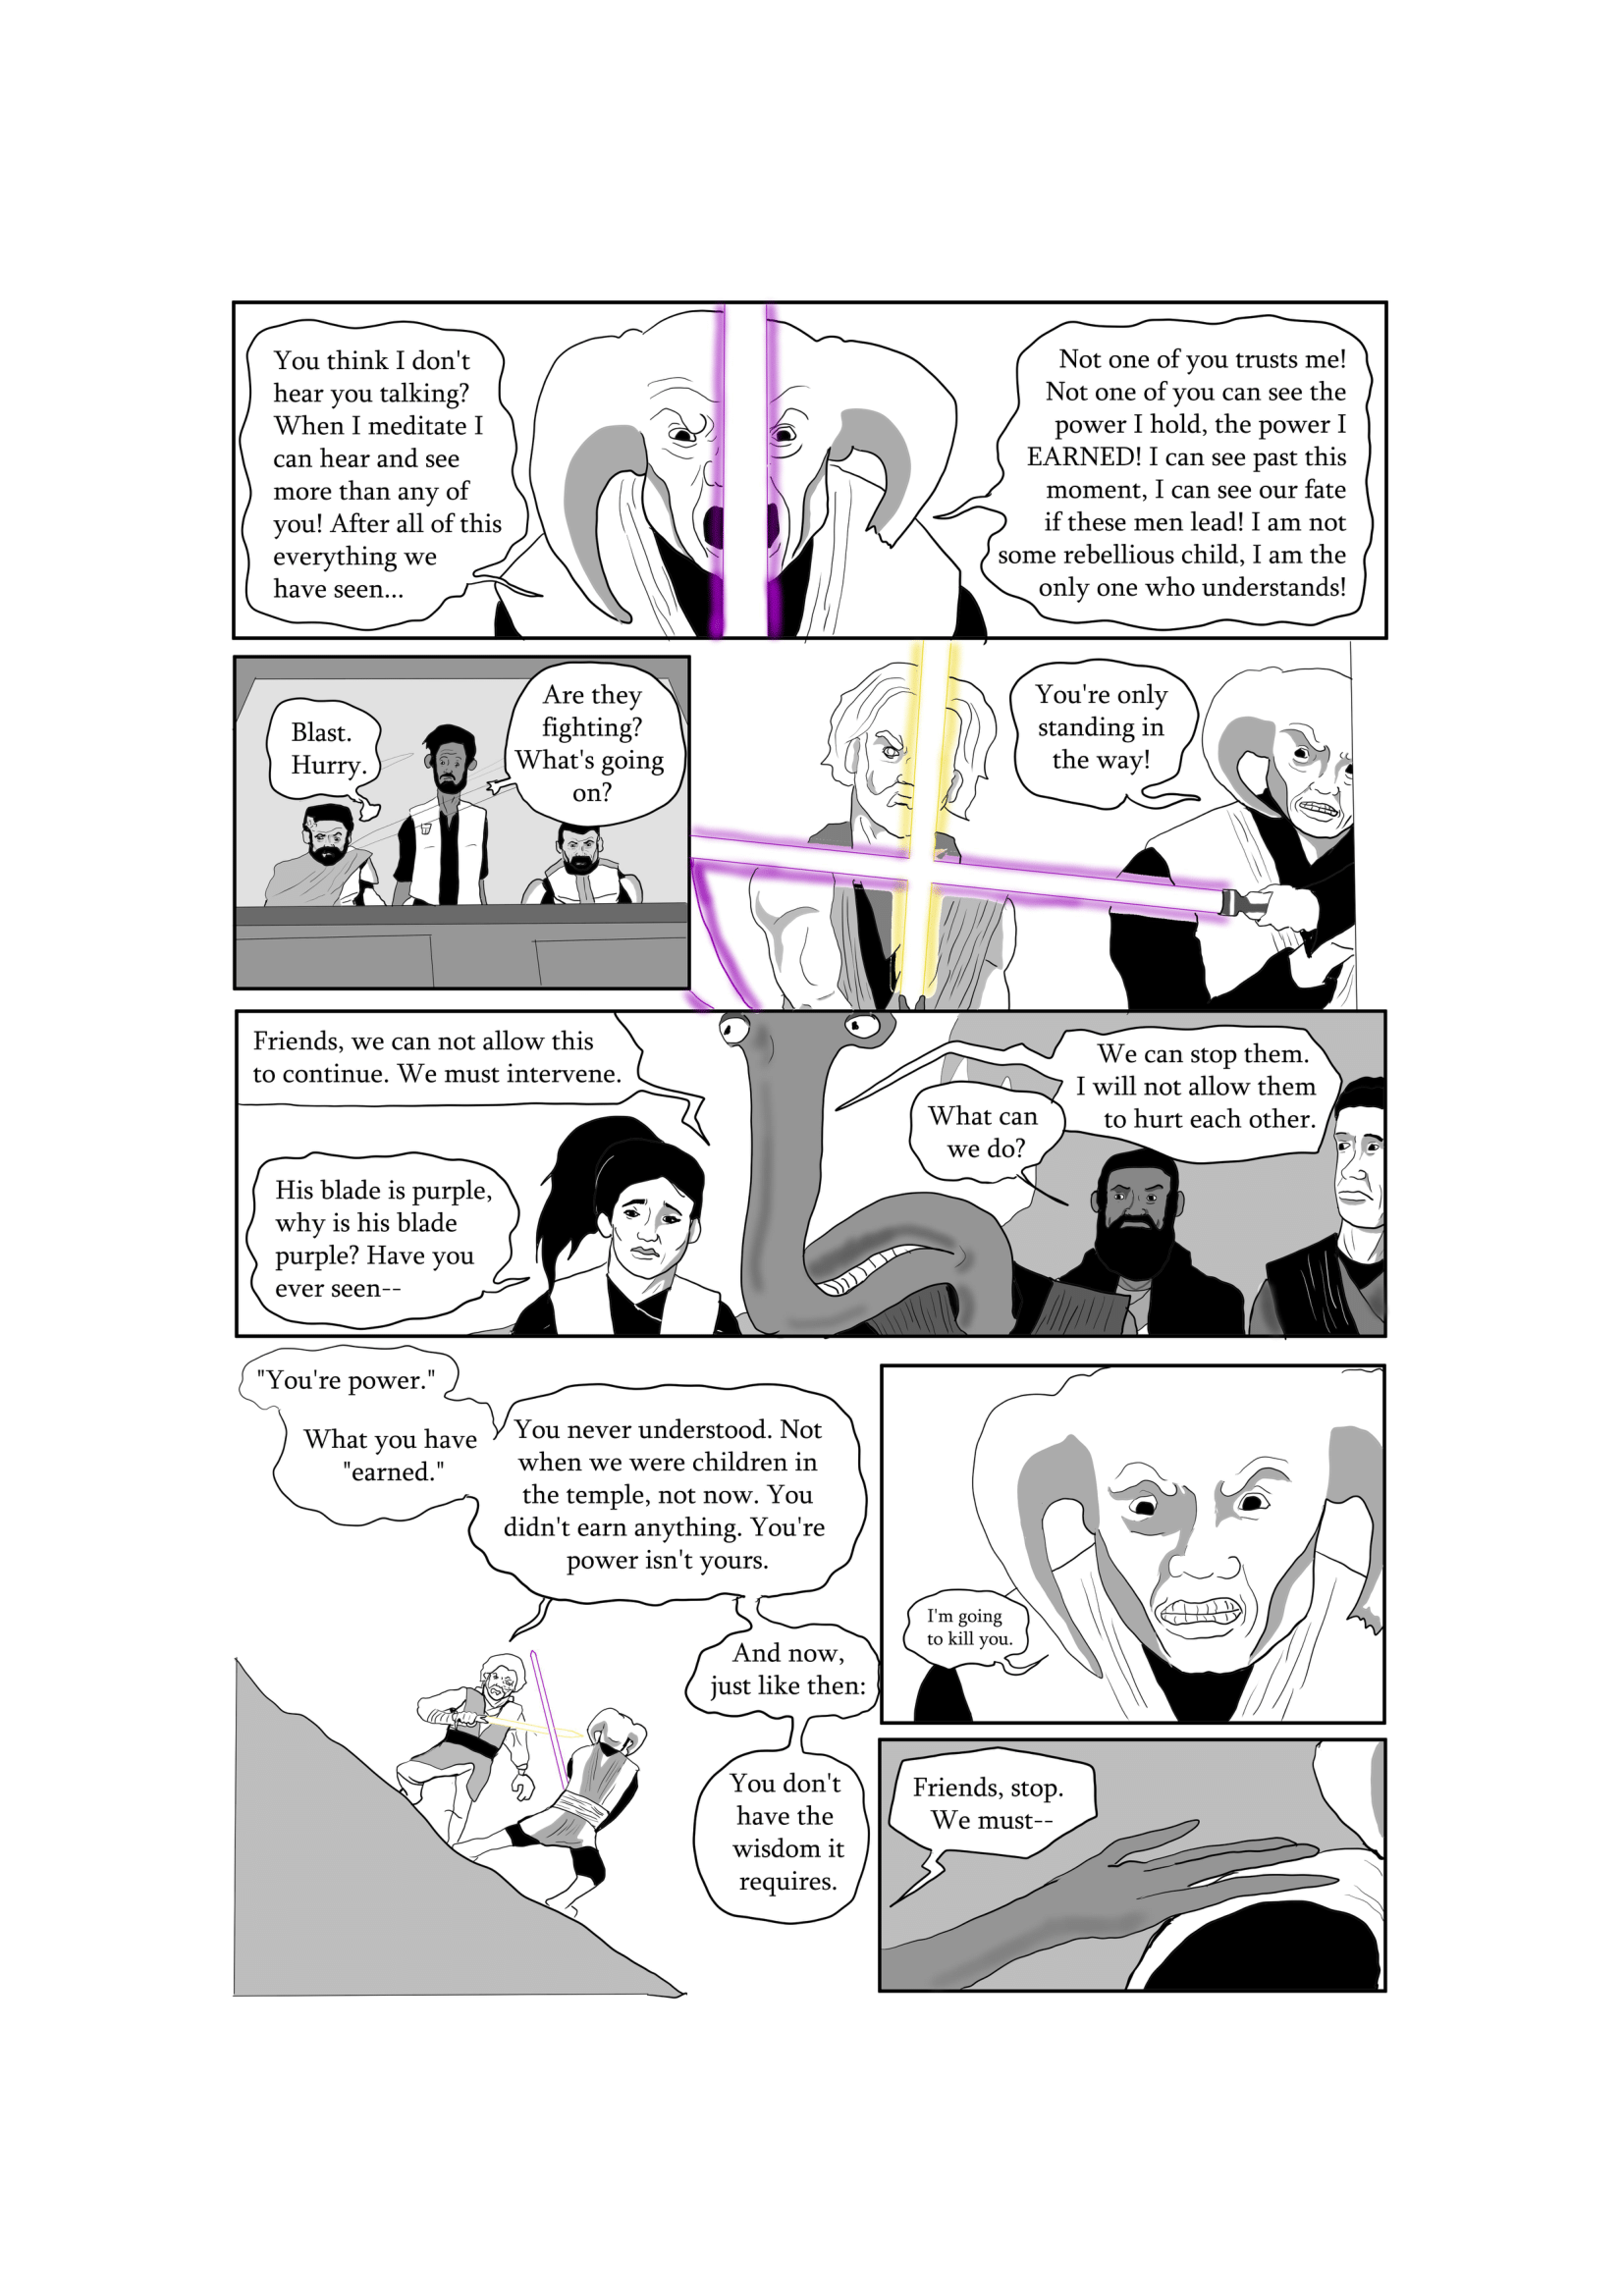 You think I don't
hear you talking?
When I meditate I
can hear and see
more than any of
you! After all of this
everything we
have seen...
Not one of you trusts me!
Not one of you can see the
power I hold, the power I
EARNED! I can see past this
moment, I can see our fate
if these men lead! I am not
some rebellious child, I am the
only one who understands!
Blast.
Hurry.
Are they
fighting?
What's going
on?
You're only
standing in
the way!
Friends, we can not allow this
to continue. We must intervene.
His blade is purple,
why is his blade
purple? Have you
ever seen--
What can
we do?
We can stop them.
I will not allow them
to hurt each other.
"You're power."
What you have
"earned."
You never understood. Not
when we were children in
the temple, not now. You
didn't earn anything. You're
power isn't yours.
And now,
just like then:
You don't
have the
wisdom it
requires.
I'm going
to kill you.
Friends, stop.
We must--